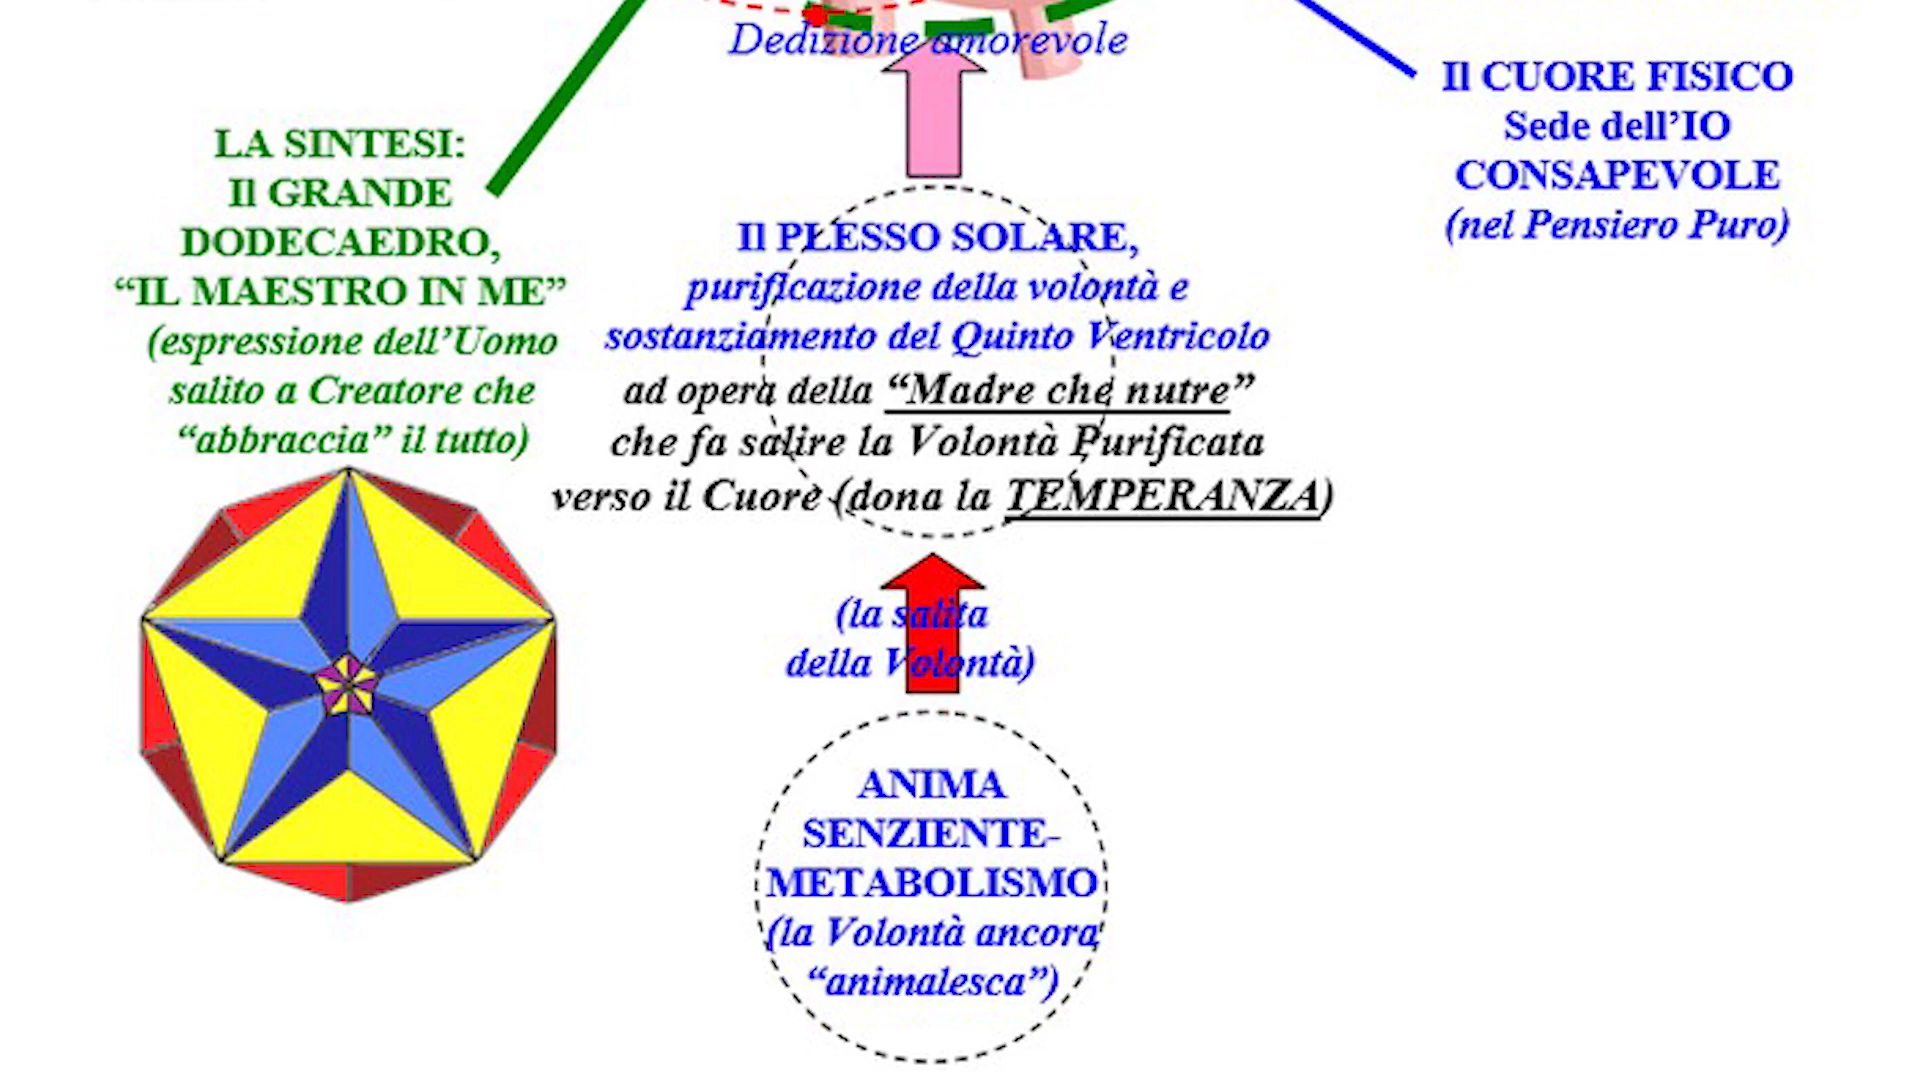 Dedizione amorevole
Il CUORE FISICO
Sede dell’IO
CONSAPEVOLE
(nel Pensiero Puro)
LA SINTESI:
Il GRANDE
DODECAEDRO,
“IL MAESTRO IN ME”
(espressione dell’Uomo
salito a Creatore che
“abbraccia” il tutto)
Il PLESSO SOLARE,
purificazione della volontà e
sostanziamento del Quinto Ventricolo
ad opera della “Madre che nutre”
che fa salire la Volontà Purificata
verso il Cuore (dona la TEMPERANZA)
(la salita
della Volontà)
ANIMA
SENZIENTE-
METABOLISMO
(la Volontà ancora
“animalesca”)